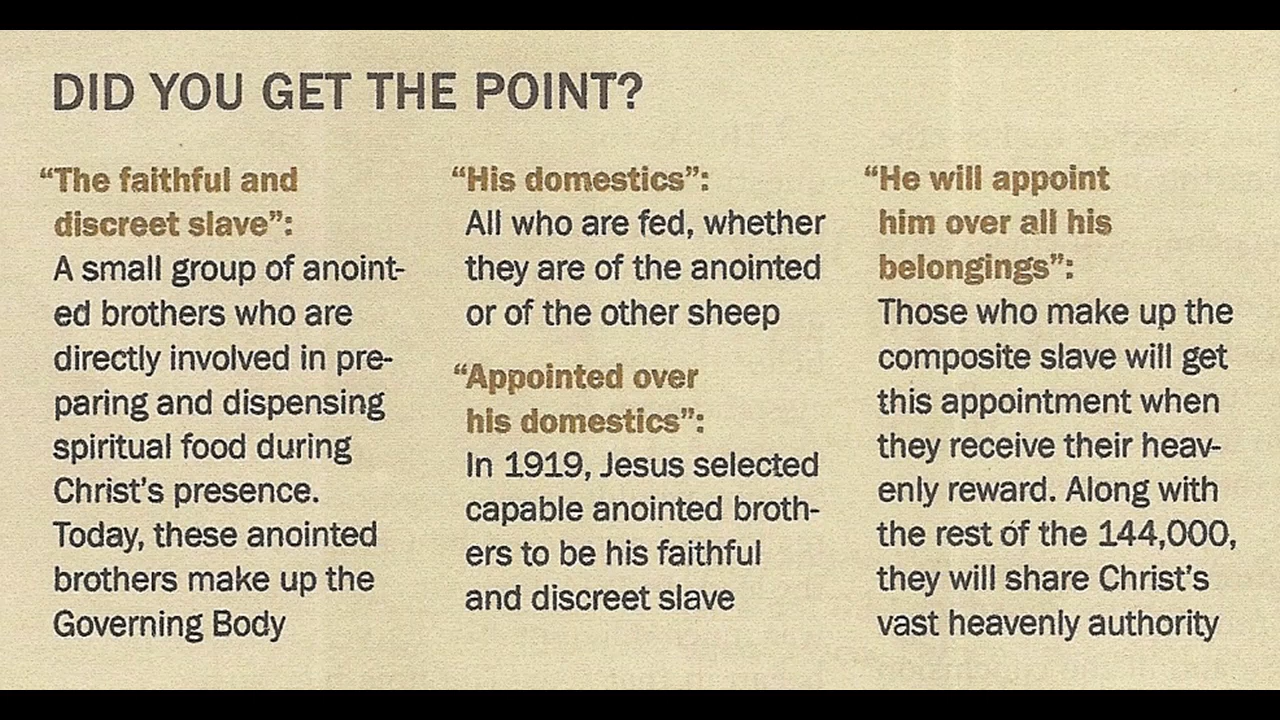 DID YOU GET THE POINT?
“The faithful and
discreet slave”:
A small group of anoint-
ed brothers who are
directly involved in pre-
paring and dispensing
spiritual food during
Christ’s presence.
Today, these anointed
brothers make up the
Governing Body
“His domestics”:
All who are fed, whether
they are of the anointed
or of the other sheep
“Appointed over
his domestics”:
In 1919, Jesus selected
capable anointed broth-
ers to be his faithful
and discreet slave
“He will appoint
him over all his
belongings”:
Those who make up the
composite slave will get
this appointment when
they receive their heav-
enly reward. Along with
the rest of the 144,000,
they will share Christ’s
vast heavenly authority